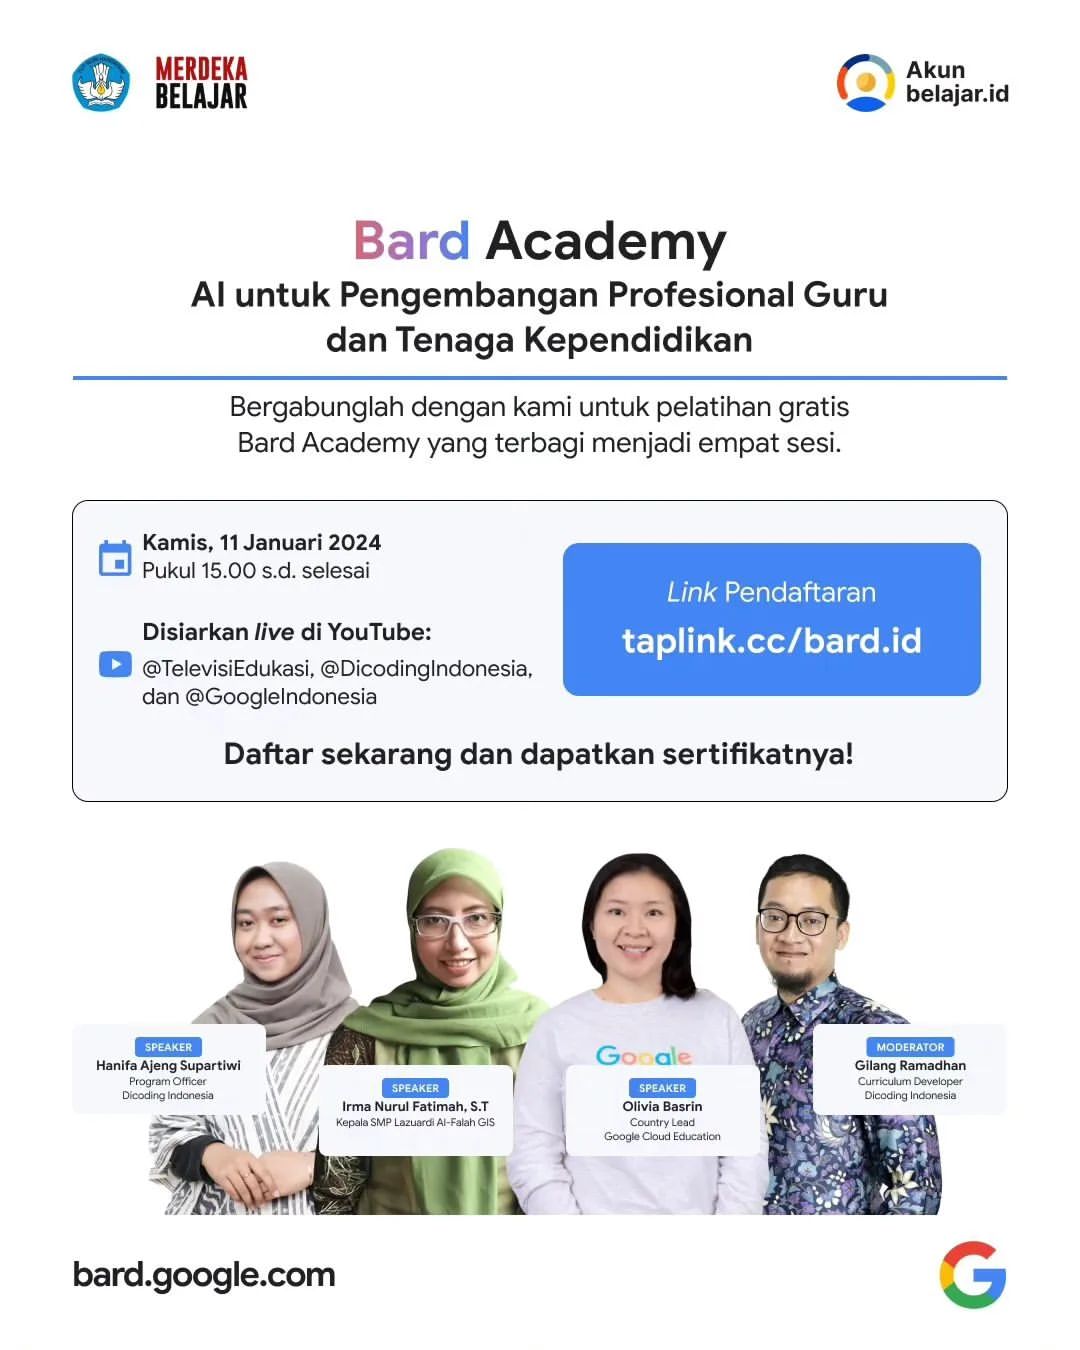 MERDEKA
BELAJAR
Akun
belajar.id
Bard Academy
AI untuk Pengembangan Profesional Guru
dan Tenaga Kependidikan
Bergabunglah dengan kami untuk pelatihan gratis
Bard Academy yang terbagi menjadi empat sesi.
Kamis, 11 Januari 2024
Pukul 15.00 s.d. selesai
Disiarkan live di YouTube:
@TelevisiEdukasi, @DicodingIndonesia,
dan @GoogleIndonesia
Link Pendaftaran
taplink.cc/bard.id
Daftar sekarang dan dapatkan sertifikatnya!
SPEAKER
Hanifa Ajeng Supartiwi
Program Officer
Dicoding Indonesia
SPEAKER
Irma Nurul Fatimah, S.T
Kepala SMP Lazuardi Al-Falah GIS
Google
SPEAKER
Olivia Basrin
Country Lead
Google Cloud Education
MODERATOR
Gilang Ramadhan
Curriculum Developer
Dicoding Indonesia
bard.google.com
G